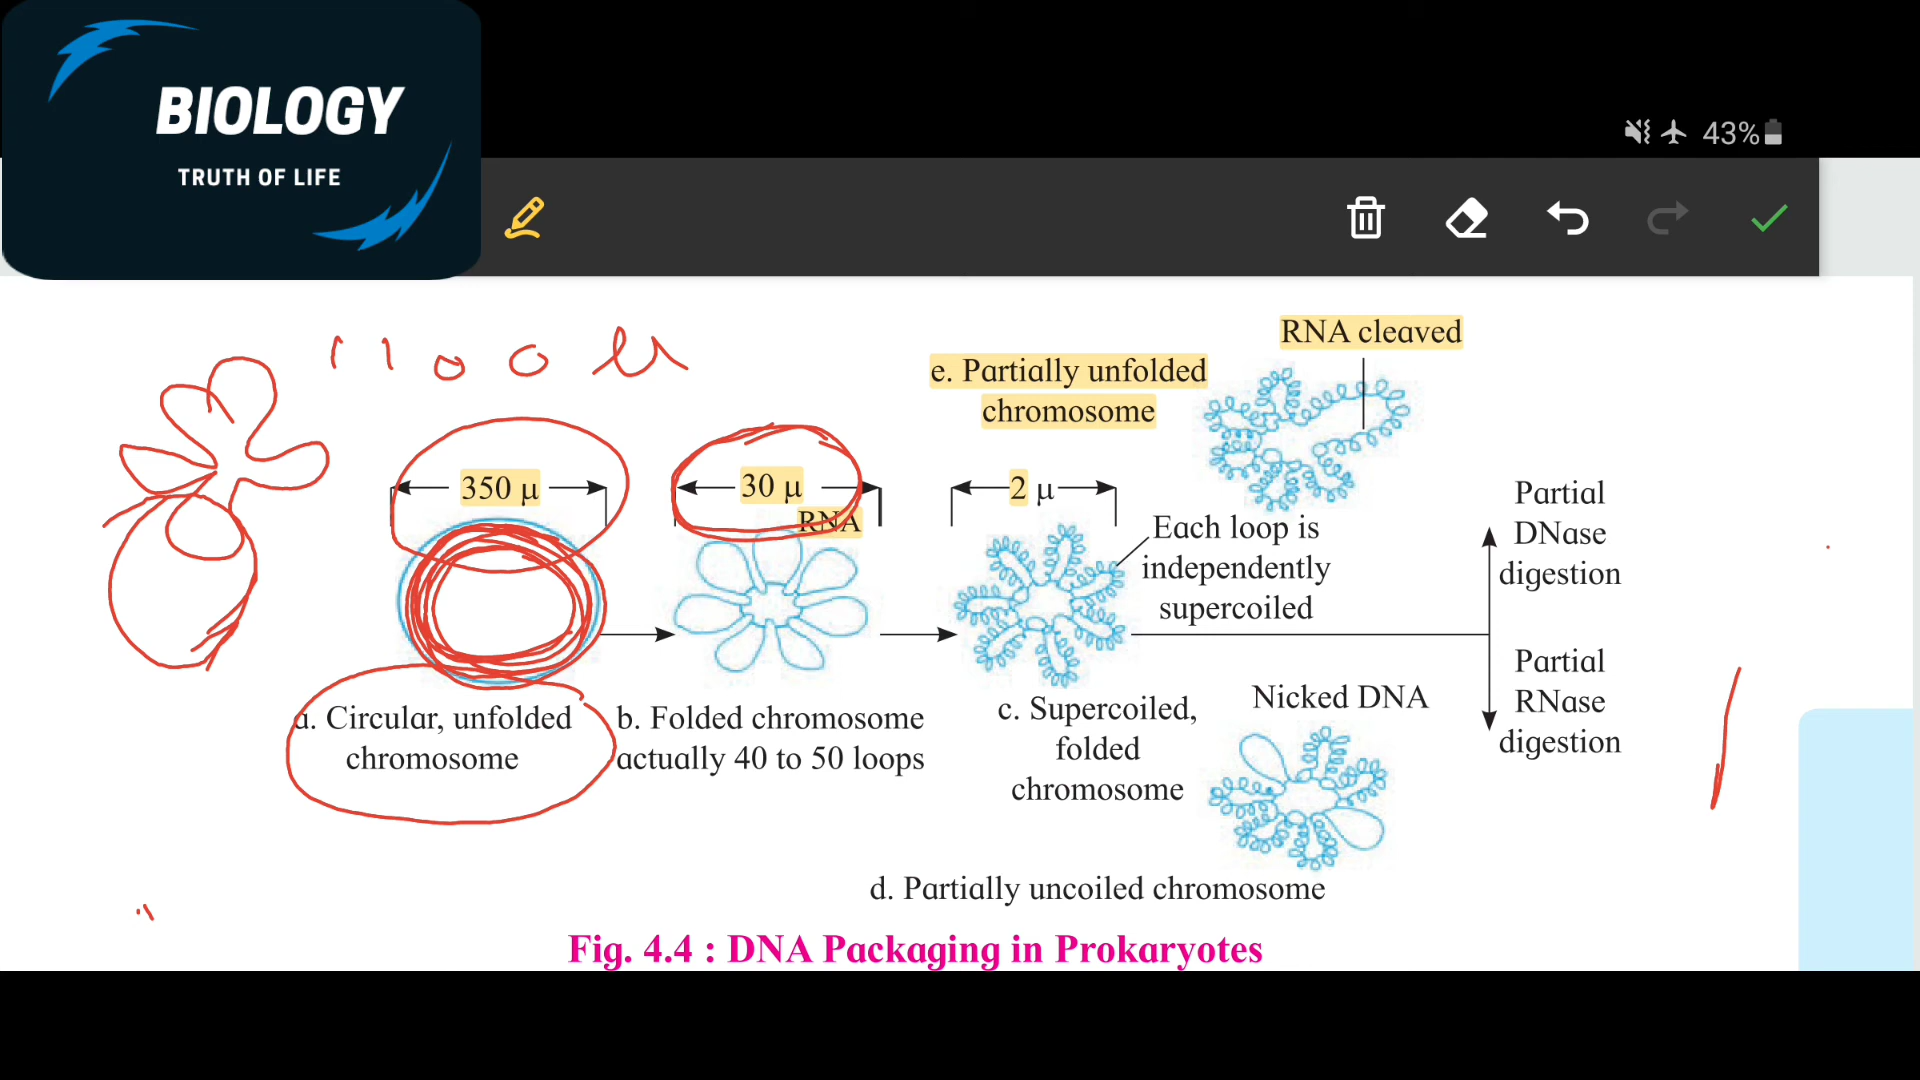 BIOLOGY
TRUTH OF LIFE
43%
1100 µ
RNA cleaved
e. Partially unfolded
chromosome
350 µ
30 µ
RNA
2 µ
Each loop is
independently
supercoiled
Partial
DNase
digestion
Partial
RNase
digestion
a. Circular, unfolded
chromosome
b. Folded chromosome
actually 40 to 50 loops
c. Supercoiled,
folded
chromosome
Nicked DNA
d. Partially uncoiled chromosome
Fig. 4.4 : DNA Packaging in Prokaryotes